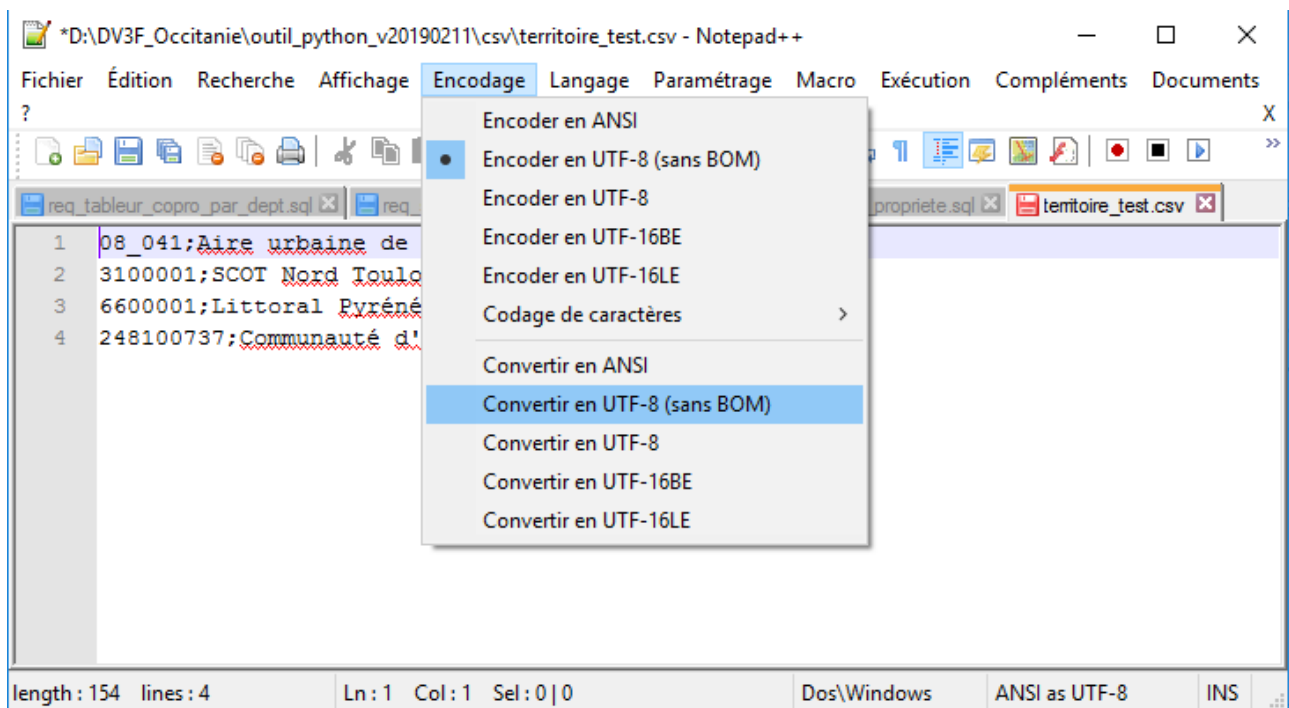 *D:\DV3F_Occitanie\outil_python_v20190211\csv\territoire_test.csv - Notepad++
Fichier Édition Recherche Affichage Encodage Langage Paramétrage Macro Exécution Compléments Documents
? X
req_tableur_copro_par_dept.sql req_ propriete.sql territoire_test.csv
1 08_041;Aire urbaine de
2 3100001;SCOT Nord Toulo
3 6600001;Littoral Pyréné
4 248100737;Communauté d'
Encoder en ANSI
Encoder en UTF-8 (sans BOM)
Encoder en UTF-8
Encoder en UTF-16BE
Encoder en UTF-16LE
Codage de caractères
Convertir en ANSI
Convertir en UTF-8 (sans BOM)
Convertir en UTF-8
Convertir en UTF-16BE
Convertir en UTF-16LE
length : 154 lines : 4 Ln : 1 Col : 1 Sel : 0 | 0 Dos\Windows ANSI as UTF-8 INS